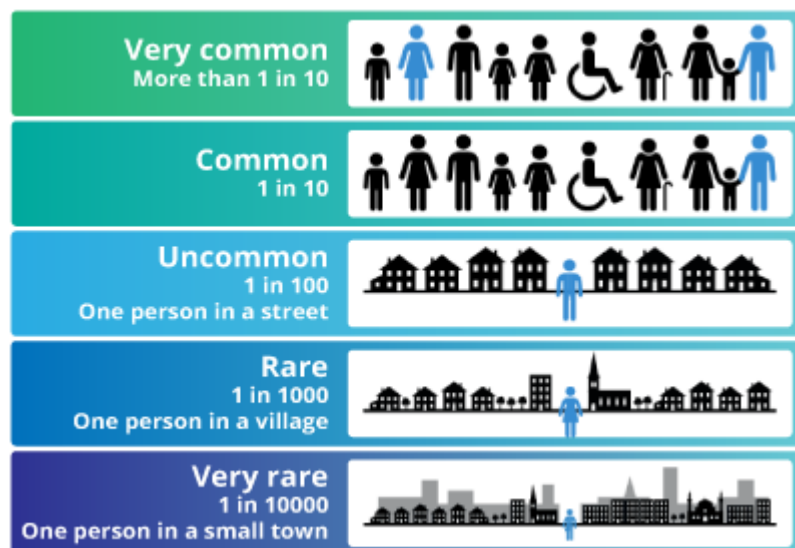 Very common
More than 1 in 10
Common
1 in 10
Uncommon
1 in 100
One person in a street
Rare
1 in 1000
One person in a village
Very rare
1 in 10000
One person in a small town